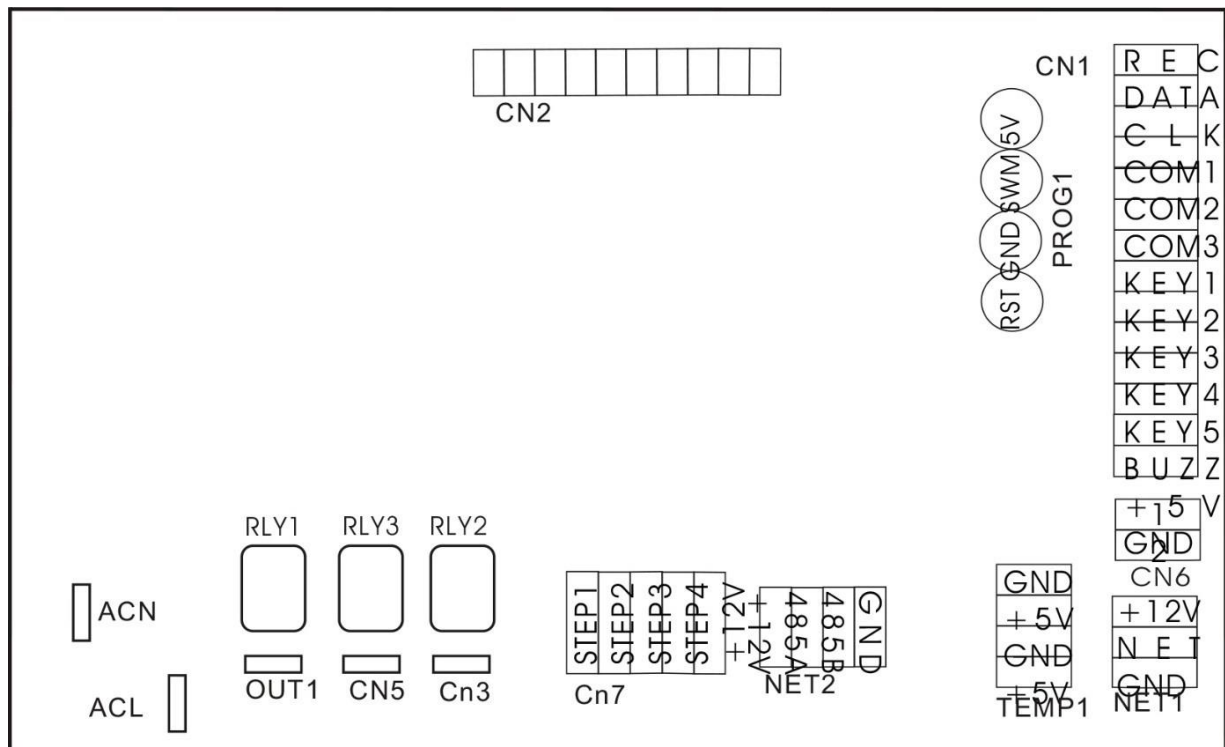 CN2
CN1
REC
DATA
CLK
COM1
COM2
COM3
KEY1
KEY2
KEY3
KEY4
KEY5
BUZZ
+5V
GND
1
2
CN6
5V
SWM
GND
RST
PROG1
RLY1
RLY3
RLY2
ACN
ACL
OUT1
CN5
Cn3
STEP1
STEP2
STEP3
STEP4
+12V
Cn7
+12V
485A
485B
GND
NET2
GND
+5V
GND
+5V
TEMP1
+12V
NET
GND
NET1